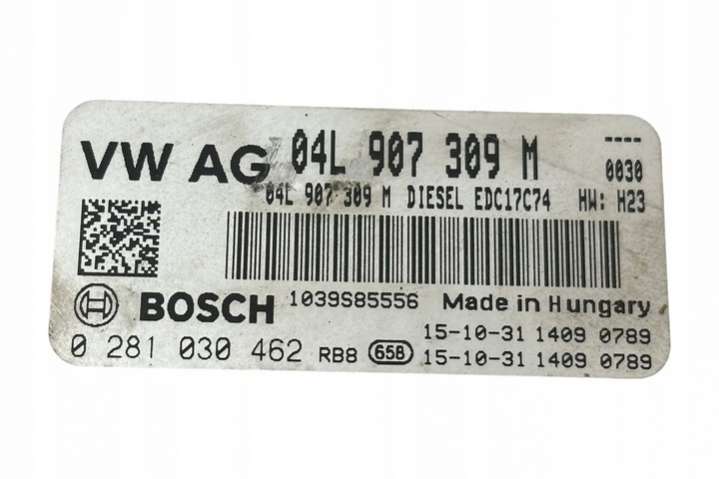 VW AG 04L 907 309 M ----
0030
04L 907 309 M DIESEL EDC17C74 HW: H23
BOSCH 1039S85556 Made in Hungary
15-10-31 1409 0789
0 281 030 462 RB8 658 15-10-31 1409 0789